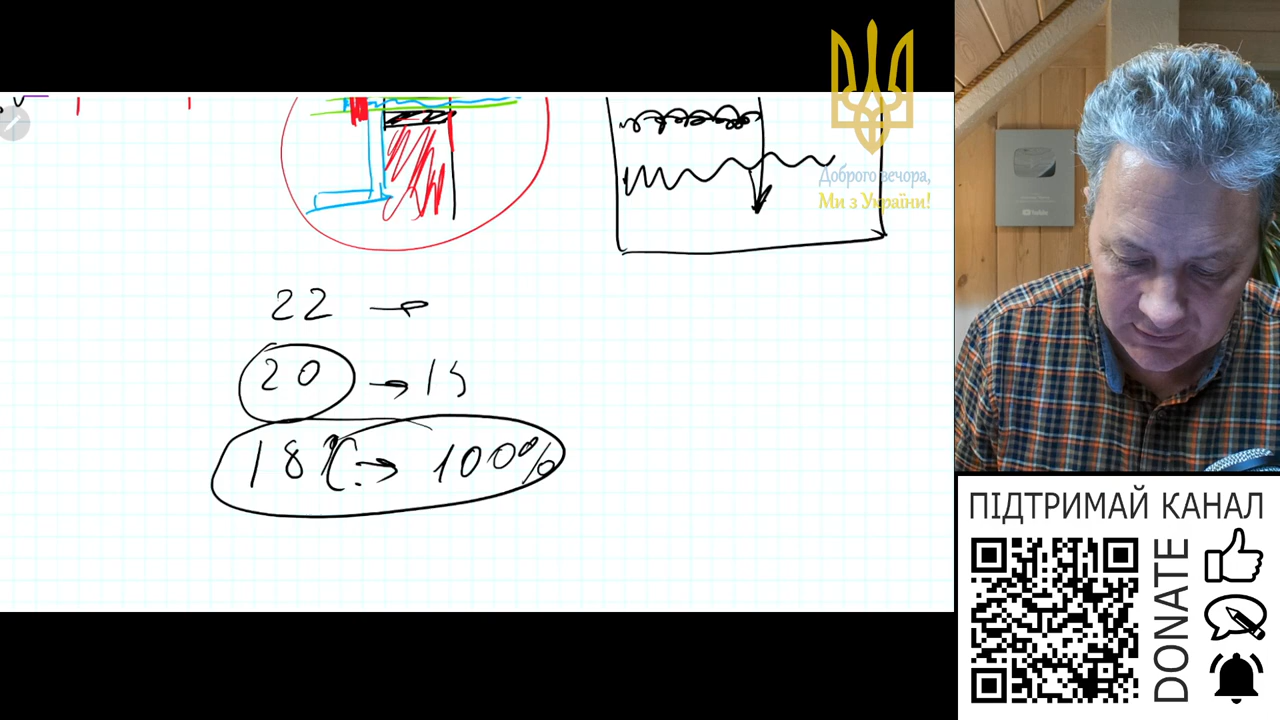 Доброго вечора,
Ми з України!
22 →
20 → 15
18°C → 100%
ПІДТРИМАЙ КАНАЛ
DONATE